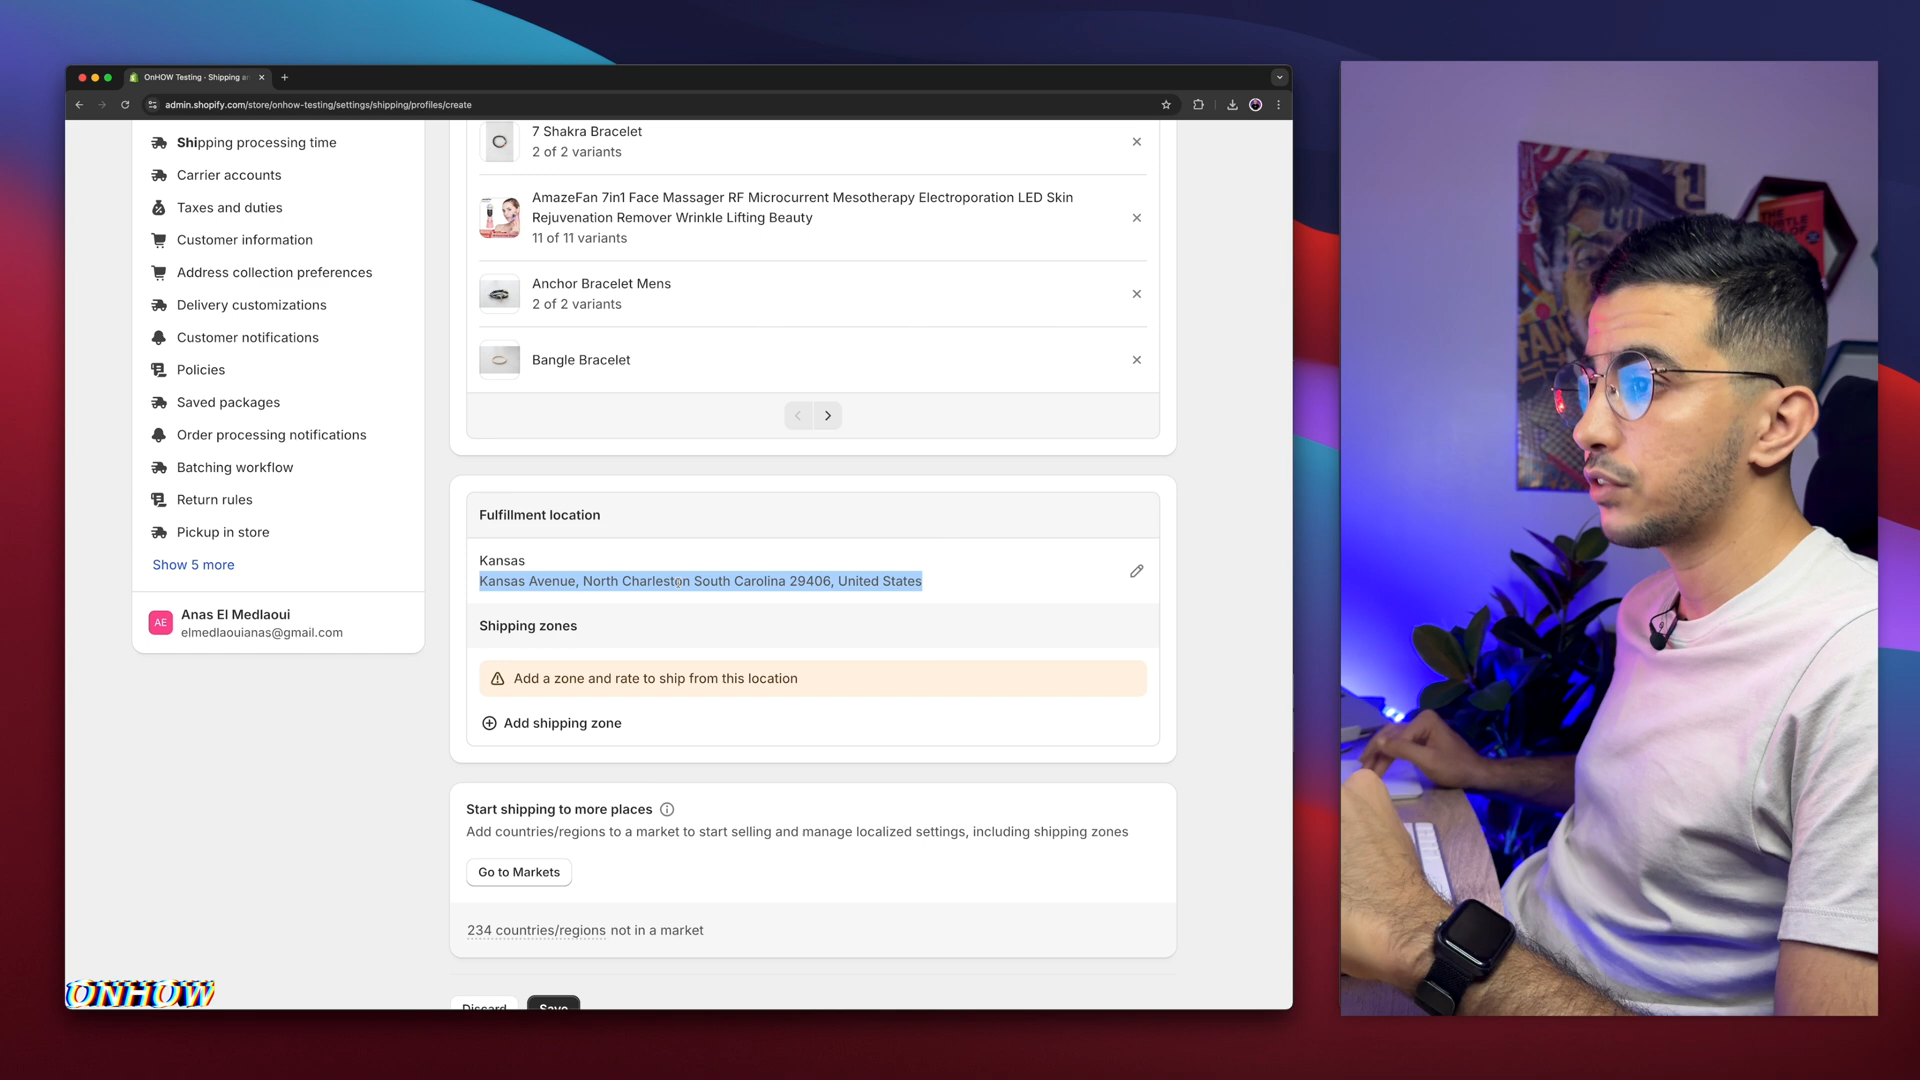 OnHOW Testing - Shipping a
admin.shopify.com/store/onhow-testing/settings/shipping/profiles/create
Shipping processing time
Carrier accounts
Taxes and duties
Customer information
Address collection preferences
Delivery customizations
Customer notifications
Policies
Saved packages
Order processing notifications
Batching workflow
Return rules
Pickup in store
Show 5 more
AE
Anas El Medlaoui
elmedlaouianas@gmail.com
7 Shakra Bracelet
2 of 2 variants
AmazeFan 7in1 Face Massager RF Microcurrent Mesotherapy Electroporation LED Skin
Rejuvenation Remover Wrinkle Lifting Beauty
11 of 11 variants
Anchor Bracelet Mens
2 of 2 variants
Bangle Bracelet
Fulfillment location
Kansas
Kansas Avenue, North Charleston South Carolina 29406, United States
Shipping zones
Add a zone and rate to ship from this location
Add shipping zone
Start shipping to more places
Add countries/regions to a market to start selling and manage localized settings, including shipping zones
Go to Markets
234 countries/regions not in a market
Discard
Save
ONHOW